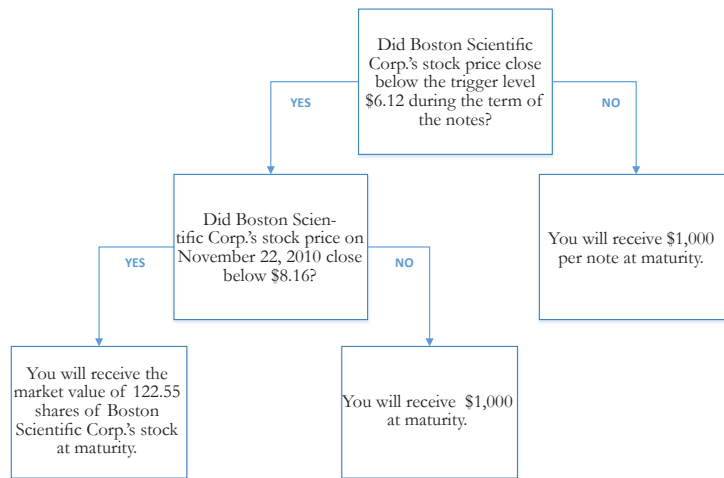 Did Boston Scientific
Corp.'s stock price close
below the trigger level
$6.12 during the term of
the notes?
YES
NO
Did Boston Scien-
tific Corp.'s stock price on
November 22, 2010 close
below $8.16?
You will receive $1,000
per note at maturity.
YES
NO
You will receive the
market value of 122.55
shares of Boston
Scientific Corp.'s stock
at maturity.
You will receive $1,000
at maturity.